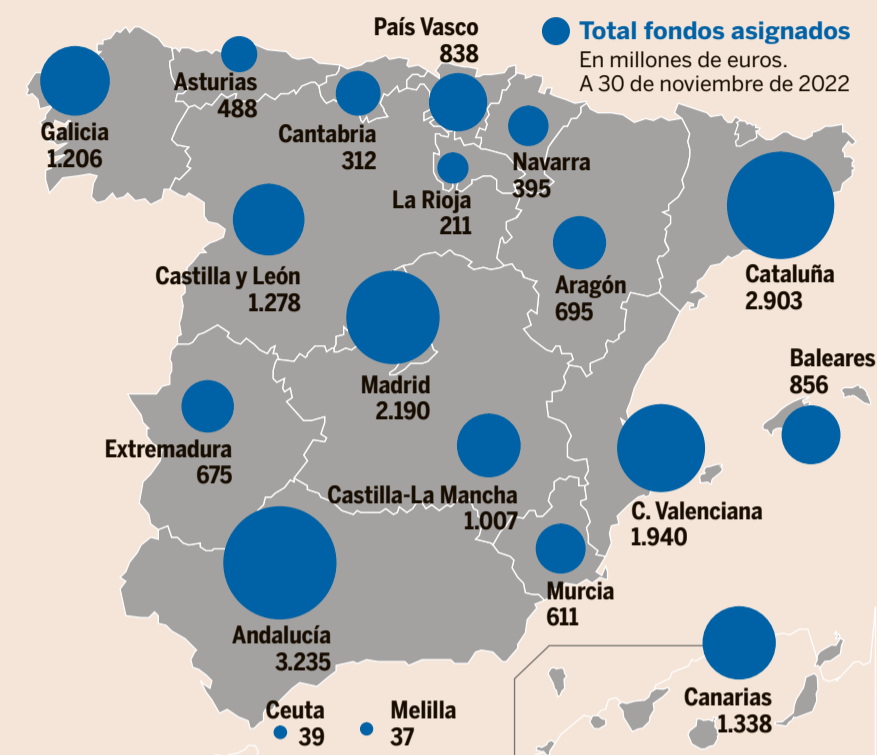 Total fondos asignados
En millones de euros.
A 30 de noviembre de 2022
País Vasco
838
Asturias
488
Galicia
1.206
Cantabria
312
Navarra
395
La Rioja
211
Castilla y León
1.278
Aragón
695
Cataluña
2.903
Madrid
2.190
Baleares
856
Extremadura
675
Castilla-La Mancha
1.007
C. Valenciana
1.940
Murcia
611
Andalucía
3.235
Canarias
1.338
Ceuta
39
Melilla
37